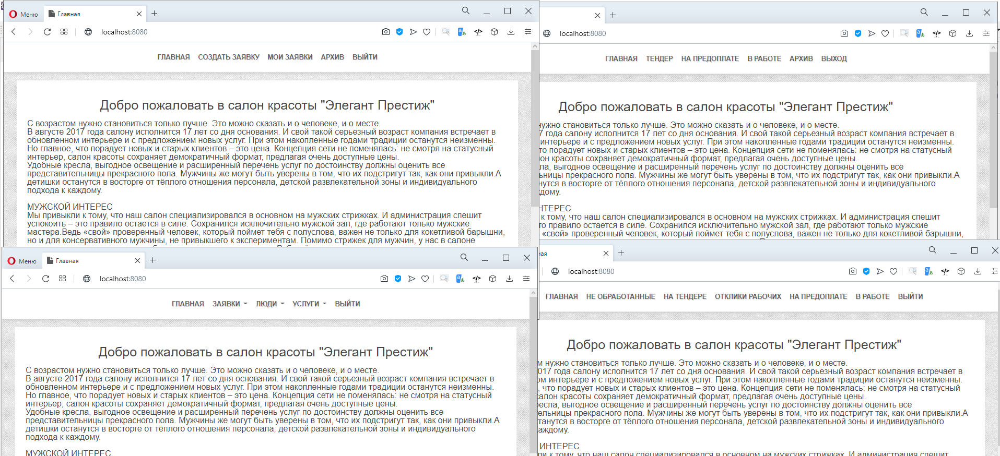 Меню
Главная
localhost:8080
ГЛАВНАЯ СОЗДАТЬ ЗАЯВКУ МОИ ЗАЯВКИ АРХИВ ВЫЙТИ
Добро пожаловать в салон красоты "Элегант Престиж"
С возрастом нужно становиться только лучше. Это можно сказать и о человеке, и о месте.
В августе 2017 года салону исполнится 17 лет со дня основания. И свой такой серьезный возраст компания встречает в
обновленном интерьере и с предложением новых услуг. При этом накопленные годами традиции останутся неизменны.
Но главное, что порадует новых и старых клиентов – это цена. Концепция сети не поменялась: не смотря на статусный
интерьер, салон красоты сохраняет демократичный формат, предлагая очень доступные цены.
Удобные кресла, выгодное освещение и расширенный перечень услуг по достоинству должны оценить все
представительницы прекрасного пола. Мужчины же могут быть уверены в том, что их подстригут так, как они привыкли.А
детишки останутся в восторге от тёплого отношения персонала, детской развлекательной зоны и индивидуального
подхода к каждому.
МУЖСКОЙ ИНТЕРЕС
Мы привыкли к тому, что наш салон специализировался в основном на мужских стрижках. И администрация спешит
успокоить – это правило остается в силе. Сохранился исключительно мужской зал, где работают только мужские
мастера.Ведь «свой» проверенный человек, который поймет тебя с полуслова, важен не только для кокетливой барышни,
но и для консервативного мужчины, не привыкшего к экспериментам. Помимо стрижек для мужчин, у нас в салоне
localhost:8080
ГЛАВНАЯ ТЕНДЕР НА ПРЕДОПЛАТЕ В РАБОТЕ АРХИВ ВЫХОД
Добро пожаловать в салон красоты "Элегант Престиж"
нужно становиться только лучше. Это можно сказать и о человеке, и о месте.
7 года салону исполнится 17 лет со дня основания. И свой такой серьезный возраст компания встречает в
интерьере и с предложением новых услуг. При этом накопленные годами традиции останутся неизменны.
то порадует новых и старых клиентов – это цена. Концепция сети не поменялась: не смотря на статусный
лон красоты сохраняет демократичный формат, предлагая очень доступные цены.
ла, выгодное освещение и расширенный перечень услуг по достоинству должны оценить все
ьницы прекрасного пола. Мужчины же могут быть уверены в том, что их подстригут так, как они привыкли.А
нутся в восторге от тёплого отношения персонала, детской развлекательной зоны и индивидуального
ждому.
НТЕРЕС
к тому, что наш салон специализировался в основном на мужских стрижках. И администрация спешит
то правило остается в силе. Сохранился исключительно мужской зал, где работают только мужские
«свой» проверенный человек, который поймет тебя с полуслова, важен не только для кокетливой барышни,
Меню
Главная
localhost:8080
ГЛАВНАЯ ЗАЯВКИ ЛЮДИ УСЛУГИ ВЫЙТИ
Добро пожаловать в салон красоты "Элегант Престиж"
С возрастом нужно становиться только лучше. Это можно сказать и о человеке, и о месте.
В августе 2017 года салону исполнится 17 лет со дня основания. И свой такой серьезный возраст компания встречает в
обновленном интерьере и с предложением новых услуг. При этом накопленные годами традиции останутся неизменны.
Но главное, что порадует новых и старых клиентов – это цена. Концепция сети не поменялась: не смотря на статусный
интерьер, салон красоты сохраняет демократичный формат, предлагая очень доступные цены.
Удобные кресла, выгодное освещение и расширенный перечень услуг по достоинству должны оценить все
представительницы прекрасного пола. Мужчины же могут быть уверены в том, что их подстригут так, как они привыкли.А
детишки останутся в восторге от тёплого отношения персонала, детской развлекательной зоны и индивидуального
подхода к каждому.
МУЖСКОЙ ИНТЕРЕС
ная
localhost:8080
ГЛАВНАЯ НЕ ОБРАБОТАННЫЕ НА ТЕНДЕРЕ ОТКЛИКИ РАБОЧИХ НА ПРЕДОПЛАТЕ В РАБОТЕ ВЫЙТИ
Добро пожаловать в салон красоты "Элегант Престиж"
м нужно становиться только лучше. Это можно сказать и о человеке, и о месте.
017 года салону исполнится 17 лет со дня основания. И свой такой серьезный возраст компания встречает в
ом интерьере и с предложением новых услуг. При этом накопленные годами традиции останутся неизменны.
, что порадует новых и старых клиентов – это цена. Концепция сети не поменялась: не смотря на статусный
салон красоты сохраняет демократичный формат, предлагая очень доступные цены.
ресла, выгодное освещение и расширенный перечень услуг по достоинству должны оценить все
ельницы прекрасного пола. Мужчины же могут быть уверены в том, что их подстригут так, как они привыкли.А
танутся в восторге от тёплого отношения персонала, детской развлекательной зоны и индивидуального
аждому.
ИНТЕРЕС
ли к тому, что наш салон специализировался в основном на мужских стрижках. И администрация спешит